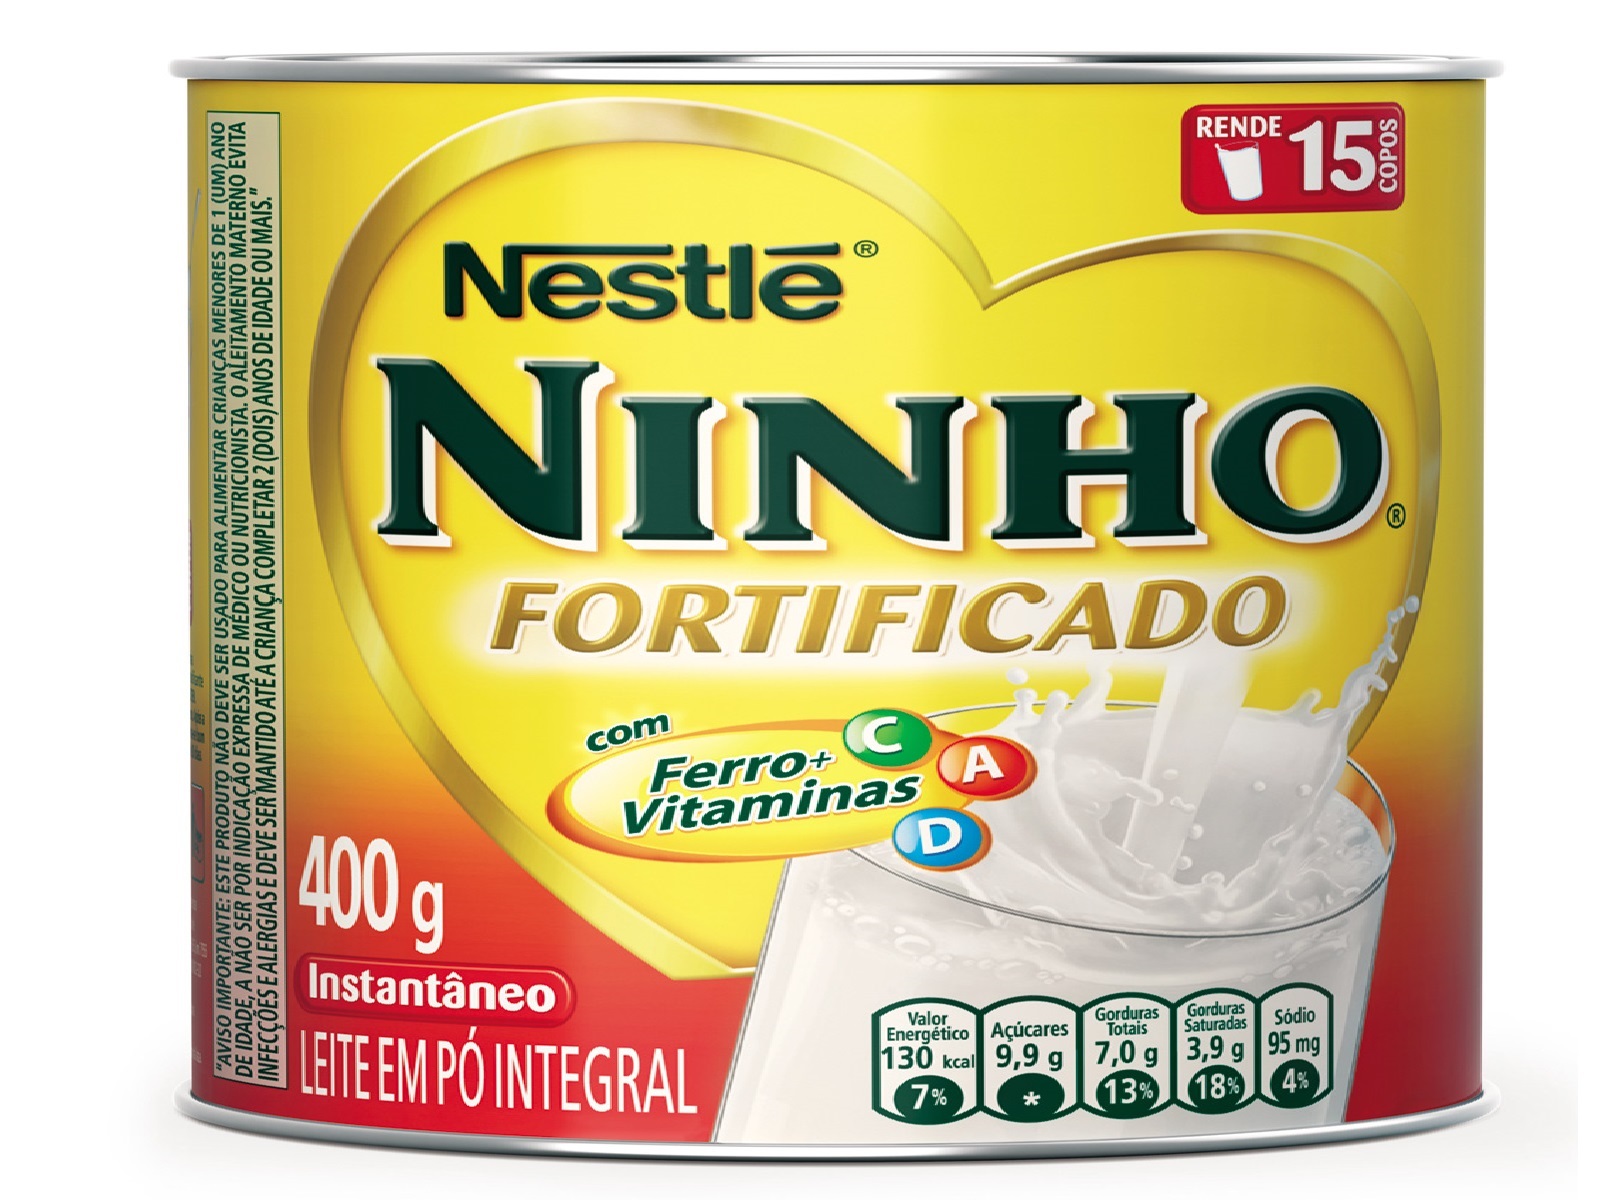 RENDE 15 COPOS
Nestlé®
NINHO®
FORTIFICADO
com
Ferro+
Vitaminas
C
A
D
400 g
Instantâneo
LEITE EM PÓ INTEGRAL
"AVISO IMPORTANTE: ESTE PRODUTO NÃO DEVE SER USADO PARA ALIMENTAR CRIANÇAS MENORES DE 1 (UM) ANO
DE IDADE, A NÃO SER POR INDICAÇÃO EXPRESSA DE MÉDICO OU NUTRICIONISTA. O ALEITAMENTO MATERNO EVITA
INFECÇÕES E ALERGIAS E DEVE SER MANTIDO ATÉ A CRIANÇA COMPLETAR 2 (DOIS) ANOS DE IDADE OU MAIS."
Valor
Energético
130 kcal
7%
Açúcares
9,9 g
*
Gorduras
Totais
7,0 g
13%
Gorduras
Saturadas
3,9 g
18%
Sódio
95 mg
4%